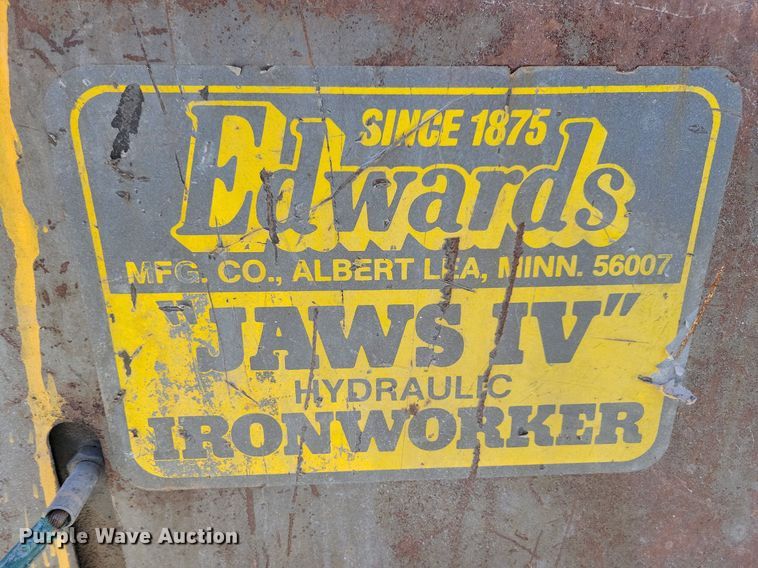 SINCE 1875
Edwards
MFG. CO., ALBERT LEA, MINN. 56007
"JAWS IV"
HYDRAULIC
IRONWORKER
Purple Wave Auction